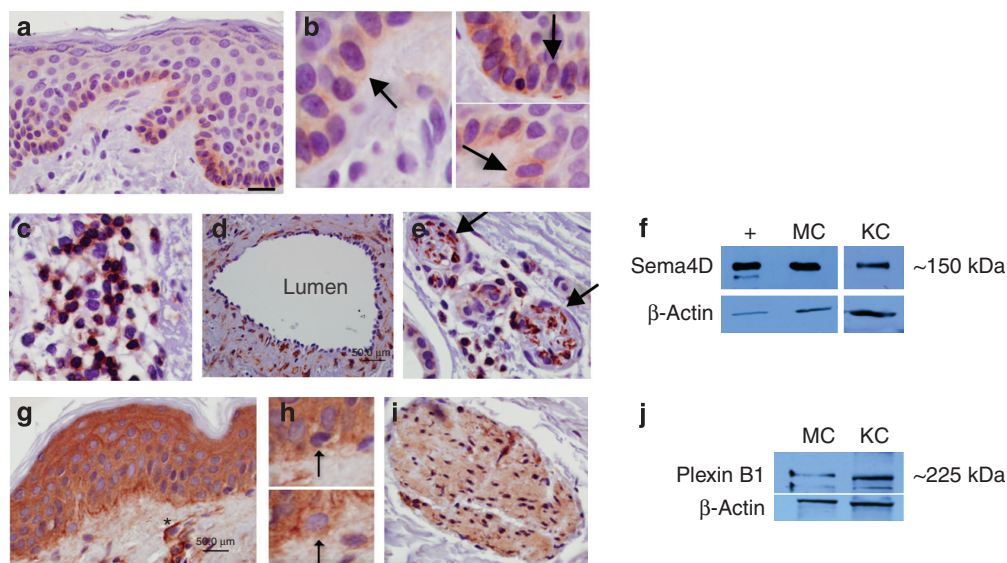 a
b
c
d
Lumen
50.0 μm
e
f
+ MC KC
Sema4D ~150 kDa
β-Actin
g
*
50.0 μm
h
i
j
MC KC
Plexin B1 ~225 kDa
β-Actin